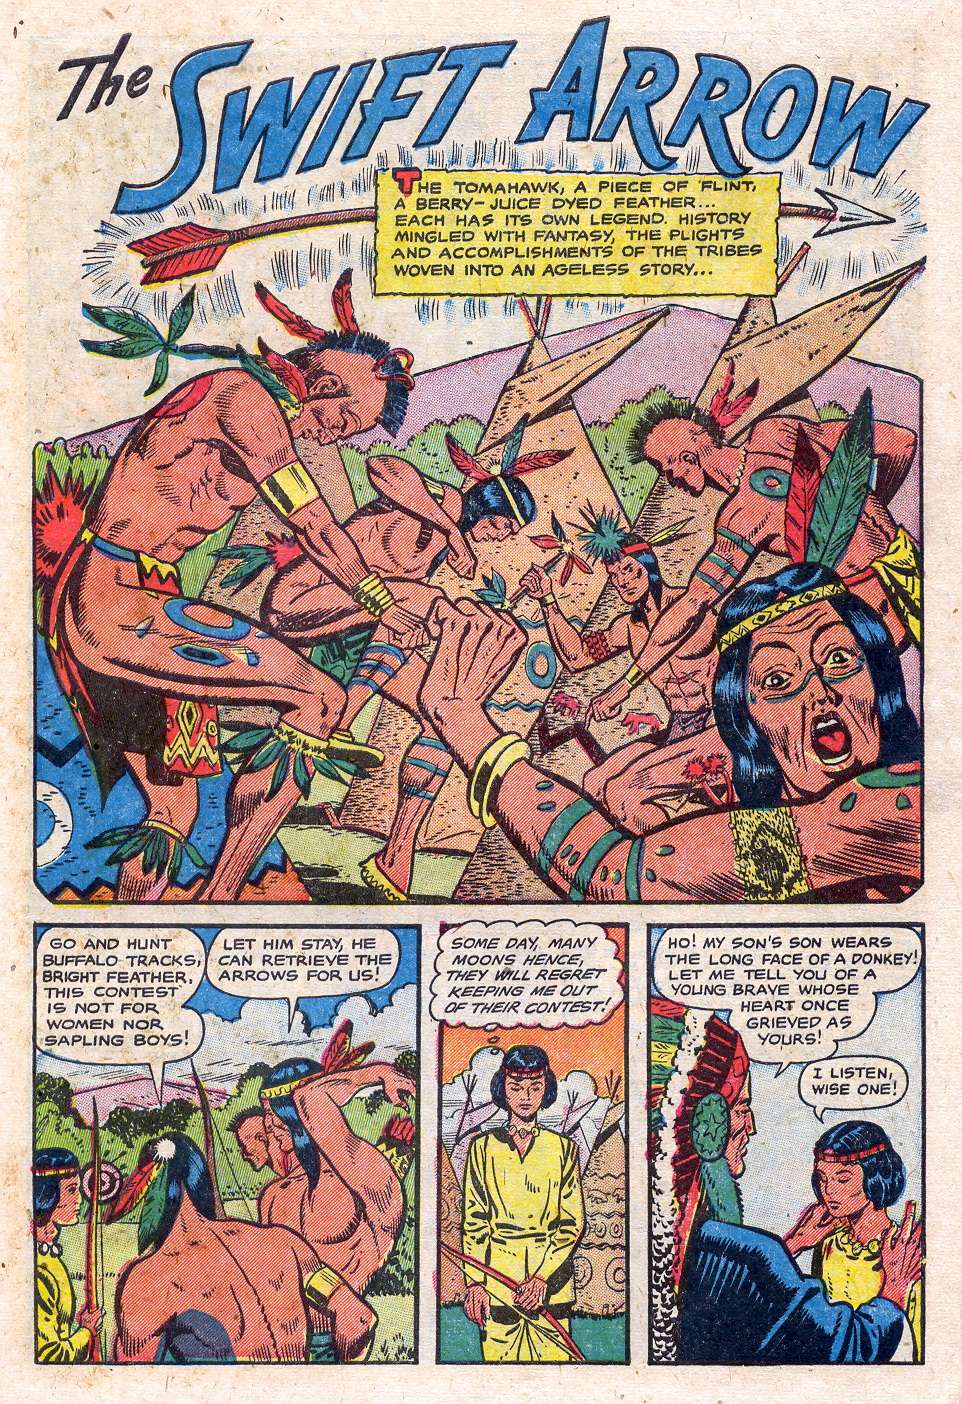 The SWIFT ARROW
THE TOMAHAWK, A PIECE OF FLINT,
A BERRY-JUICE DYED FEATHER...
EACH HAS ITS OWN LEGEND. HISTORY
MINGLED WITH FANTASY, THE PLIGHTS
AND ACCOMPLISHMENTS OF THE TRIBES
WOVEN INTO AN AGELESS STORY...
GO AND HUNT
BUFFALO TRACKS,
BRIGHT FEATHER,
THIS CONTEST
IS NOT FOR
WOMEN NOR
SAPLING BOYS!
LET HIM STAY, HE
CAN RETRIEVE THE
ARROWS FOR US!
SOME DAY, MANY
MOONS HENCE,
THEY WILL REGRET
KEEPING ME OUT
OF THEIR CONTEST!
HO! MY SON'S SON WEARS
THE LONG FACE OF A DONKEY!
LET ME TELL YOU OF A
YOUNG BRAVE WHOSE
HEART ONCE
GRIEVED AS
YOURS!
I LISTEN,
WISE ONE!